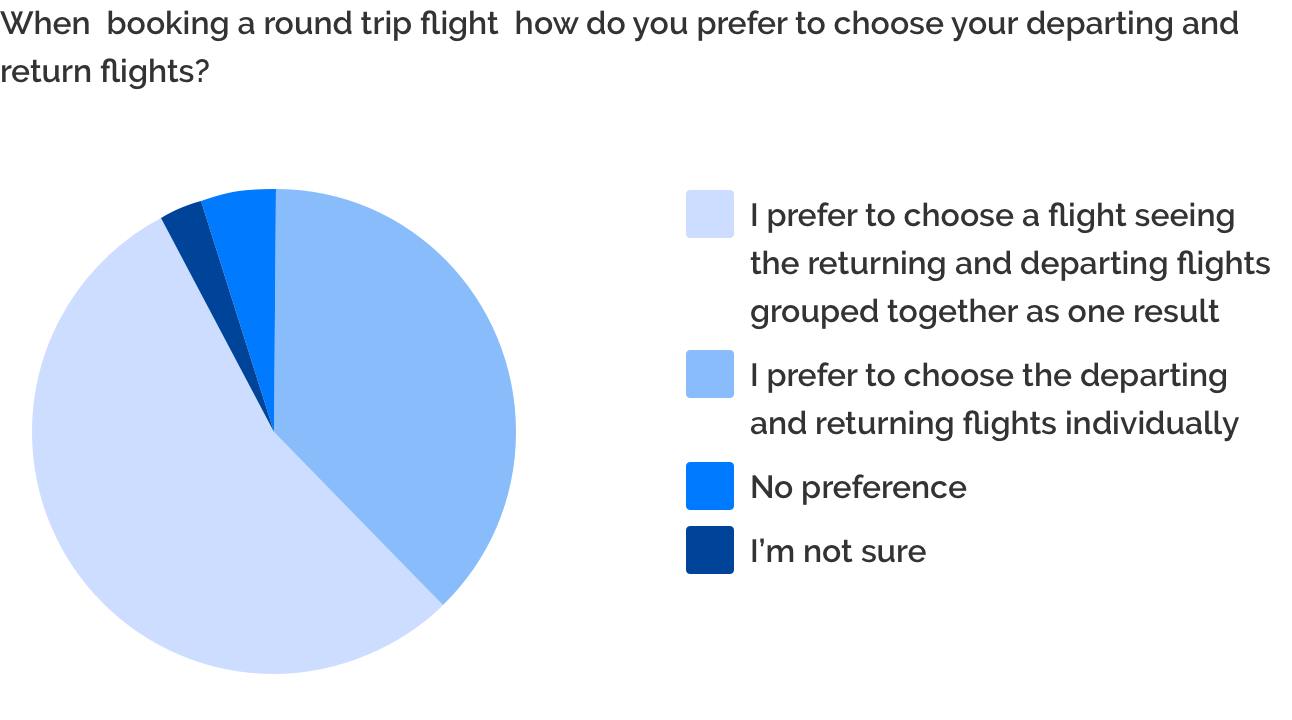 When  booking a round trip flight  how do you prefer to choose your departing and
return flights?
I prefer to choose a flight seeing
the returning and departing flights
grouped together as one result
I prefer to choose the departing
and returning flights individually
No preference
I’m not sure